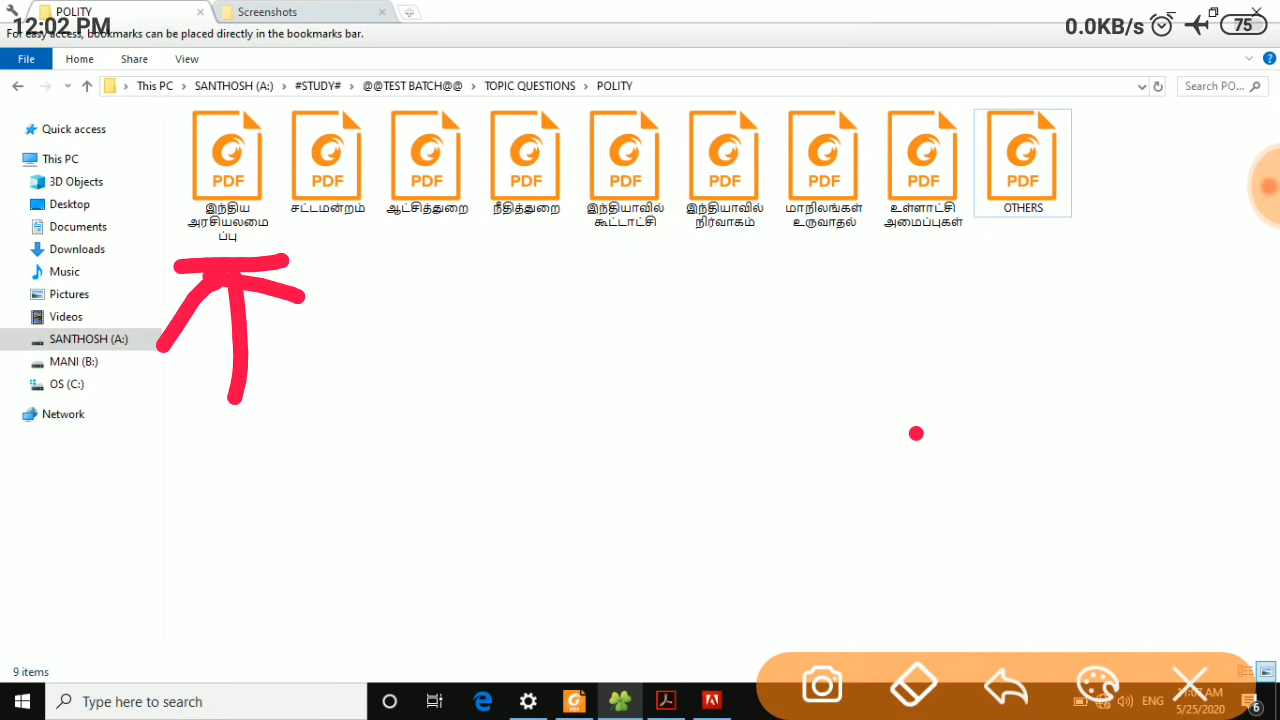 POLITY
Screenshots
12:02 PM
0.0KB/s
75
For easy access, bookmarks can be placed directly in the bookmarks bar.
File
Home
Share
View
This PC
SANTHOSH (A:)
#STUDY#
@@TEST BATCH@@
TOPIC QUESTIONS
POLITY
Search PO...
Quick access
This PC
3D Objects
Desktop
Documents
Downloads
Music
Pictures
Videos
SANTHOSH (A:)
MANI (B:)
OS (C:)
Network
PDF
இந்திய
அரசியலமை
ப்பு
PDF
சட்டமன்றம்
PDF
ஆட்சித்துறை
PDF
நீதித்துறை
PDF
இந்தியாவில்
கூட்டாட்சி
PDF
இந்தியாவில்
நிர்வாகம்
PDF
மாநிலங்கள்
உருவாதல்
PDF
உள்ளாட்சி
அமைப்புகள்
PDF
OTHERS
9 items
Type here to search
ENG
5/25/2020
6